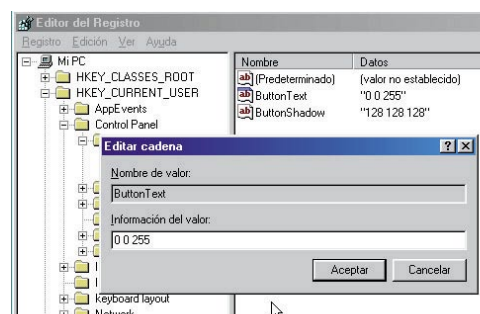 Editor del Registro
Registro Edición Ver Ayuda
Mi PC
HKEY_CLASSES_ROOT
HKEY_CURRENT_USER
AppEvents
Control Panel
Nombre Datos
(Predeterminado) (valor no establecido)
ButtonText "0 0 255"
ButtonShadow "128 128 128"
Editar cadena
Nombre de valor:
ButtonText
Información del valor:
0 0 255
Aceptar Cancelar
keyboard layout
Network